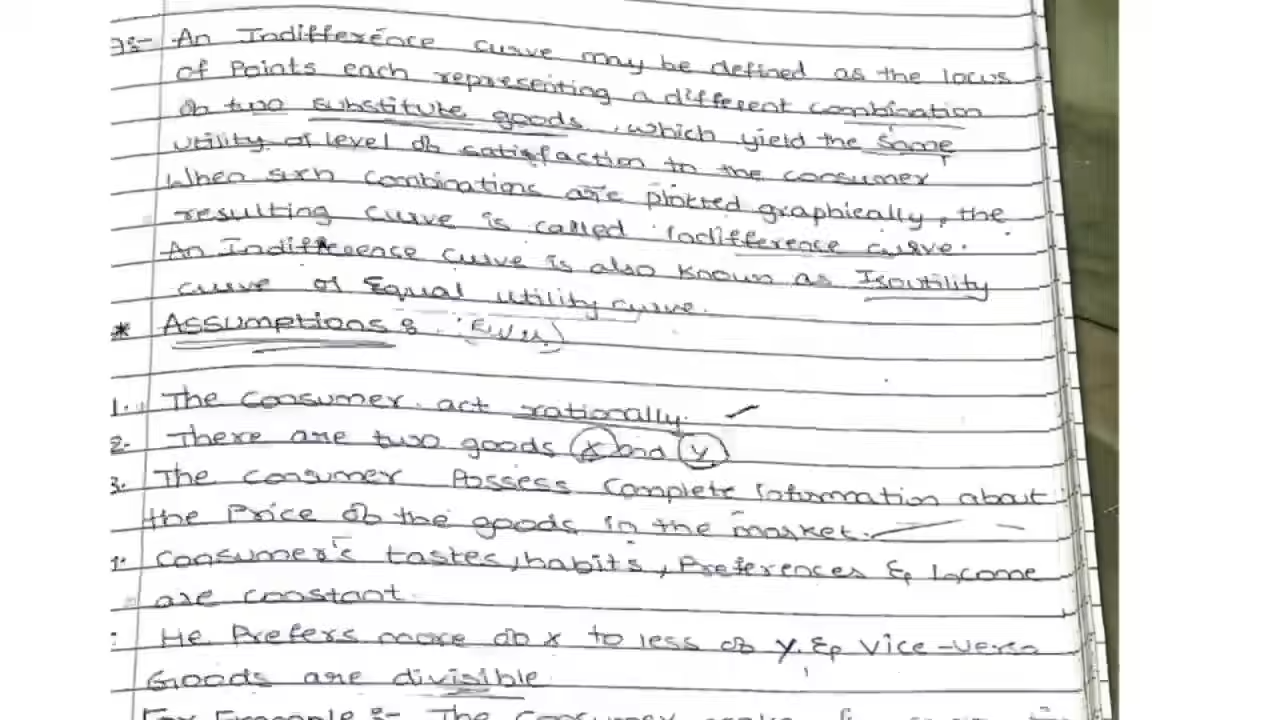 An Indifference curve may be defined as the locus
of Points each representing a different combination
of two substitute goods, which yield the same
utility or level of satisfaction to the consumer
When such combinations are plotted graphically, the
resulting curve is called Indifference curve.
An Indifference curve is also known as Isoutility
curve or Equal utility curve.
* Assumptions :
1. The consumer act rationally.
2. There are two goods X and Y
3. The consumer Possess complete Information about
the Price of the goods in the market.
Consumer's tastes, habits, Preferences & Income
are constant.
He Prefers more of x to less of y. & vice-versa
Goods are divisible
For Example :- The consumer